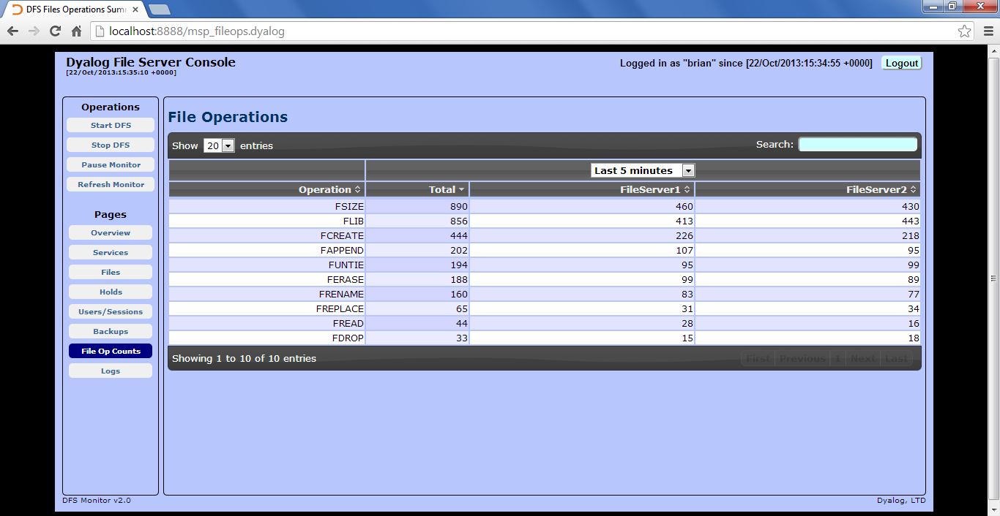 DFS Files Operations Sum
localhost:8888/msp_fileops.dyalog
Dyalog File Server Console
[22/Oct/2013:15:35:10 +0000]
Logged in as "brian" since [22/Oct/2013:15:34:55 +0000] Logout
Operations
Start DFS
Stop DFS
Pause Monitor
Refresh Monitor
Pages
Overview
Services
Files
Holds
Users/Sessions
Backups
File Op Counts
Logs
File Operations
Show 20 entries Search:
Last 5 minutes
Operation Total FileServer1 FileServer2
FSIZE 890 460 430
FLIB 856 413 443
FCREATE 444 226 218
FAPPEND 202 107 95
FUNTIE 194 95 99
FERASE 188 99 89
FRENAME 160 83 77
FREPLACE 65 31 34
FREAD 44 28 16
FDROP 33 15 18
Showing 1 to 10 of 10 entries First Previous 1 Next Last
DFS Monitor v2.0 Dyalog, LTD